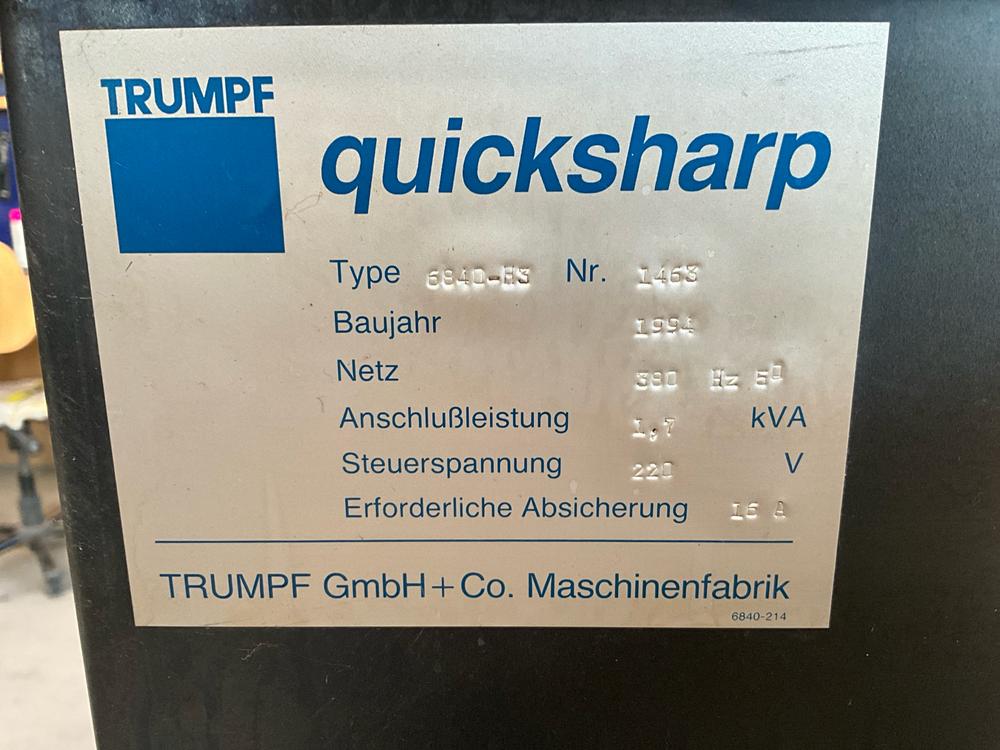 TRUMPF
quicksharp
Type 6840-H3 Nr. 1463
Baujahr 1994
Netz 380 Hz 50
Anschlußleistung 1,7 kVA
Steuerspannung 220 V
Erforderliche Absicherung 16 A
TRUMPF GmbH+Co. Maschinenfabrik
6840-214